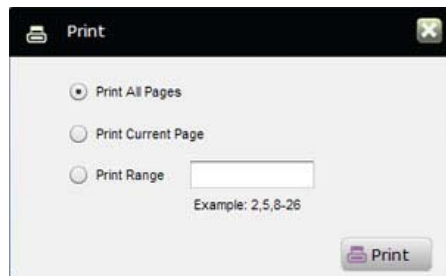 Print
Print All Pages
Print Current Page
Print Range
Example: 2,5,8-26
Print